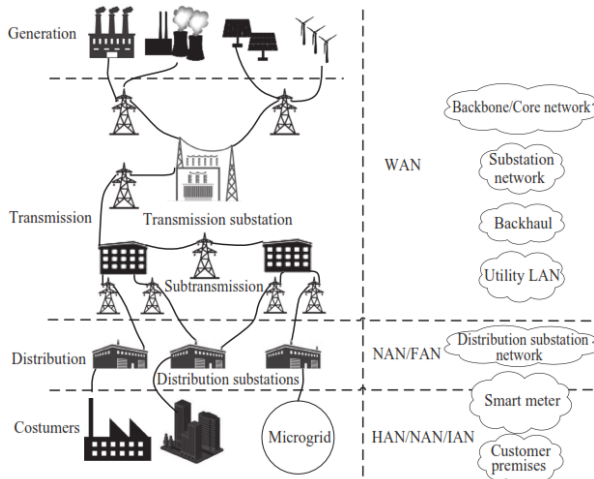 Generation
Backbone/Core network
WAN
Substation
network
Transmission
Transmission substation
Backhaul
Subtransmission
Utility LAN
Distribution
NAN/FAN
Distribution substation
network
Distribution substations
Smart meter
Costumers
Microgrid
HAN/NAN/IAN
Customer
premises